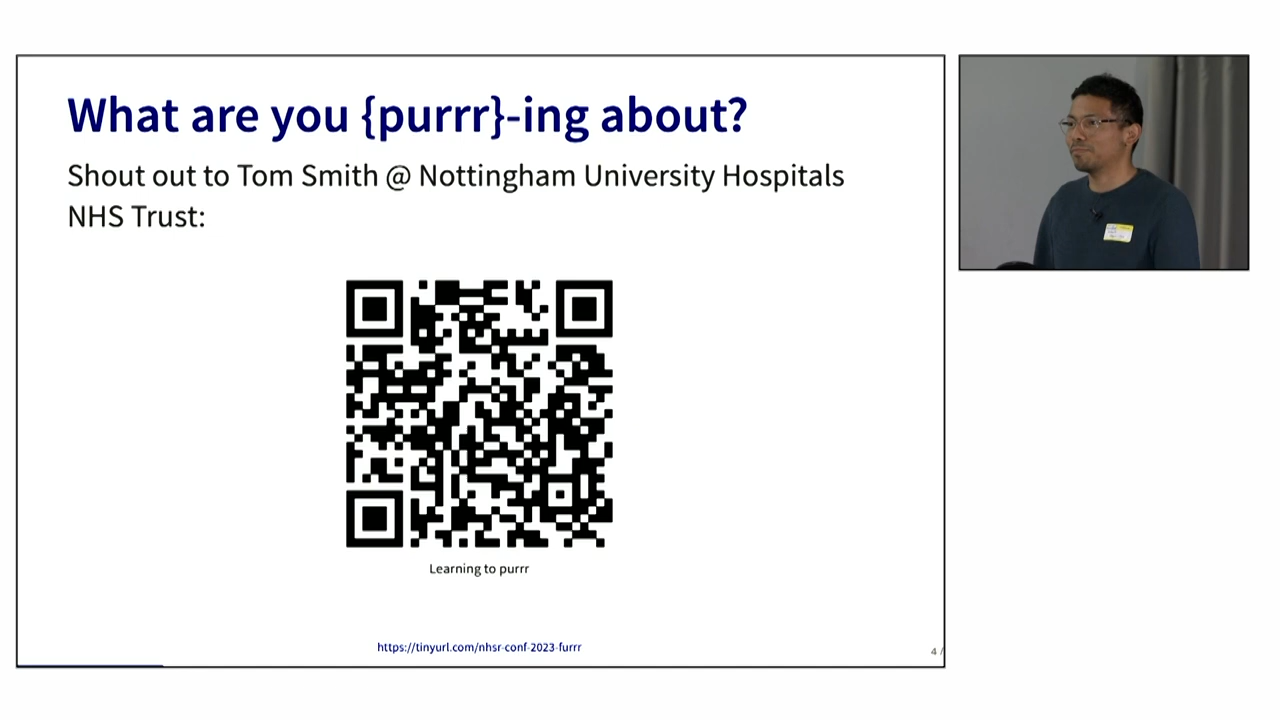 What are you {purrr}-ing about?
Shout out to Tom Smith @ Nottingham University Hospitals
NHS Trust:
Learning to purrr
https://tinyurl.com/nhsr-conf-2023-furrr
4 /